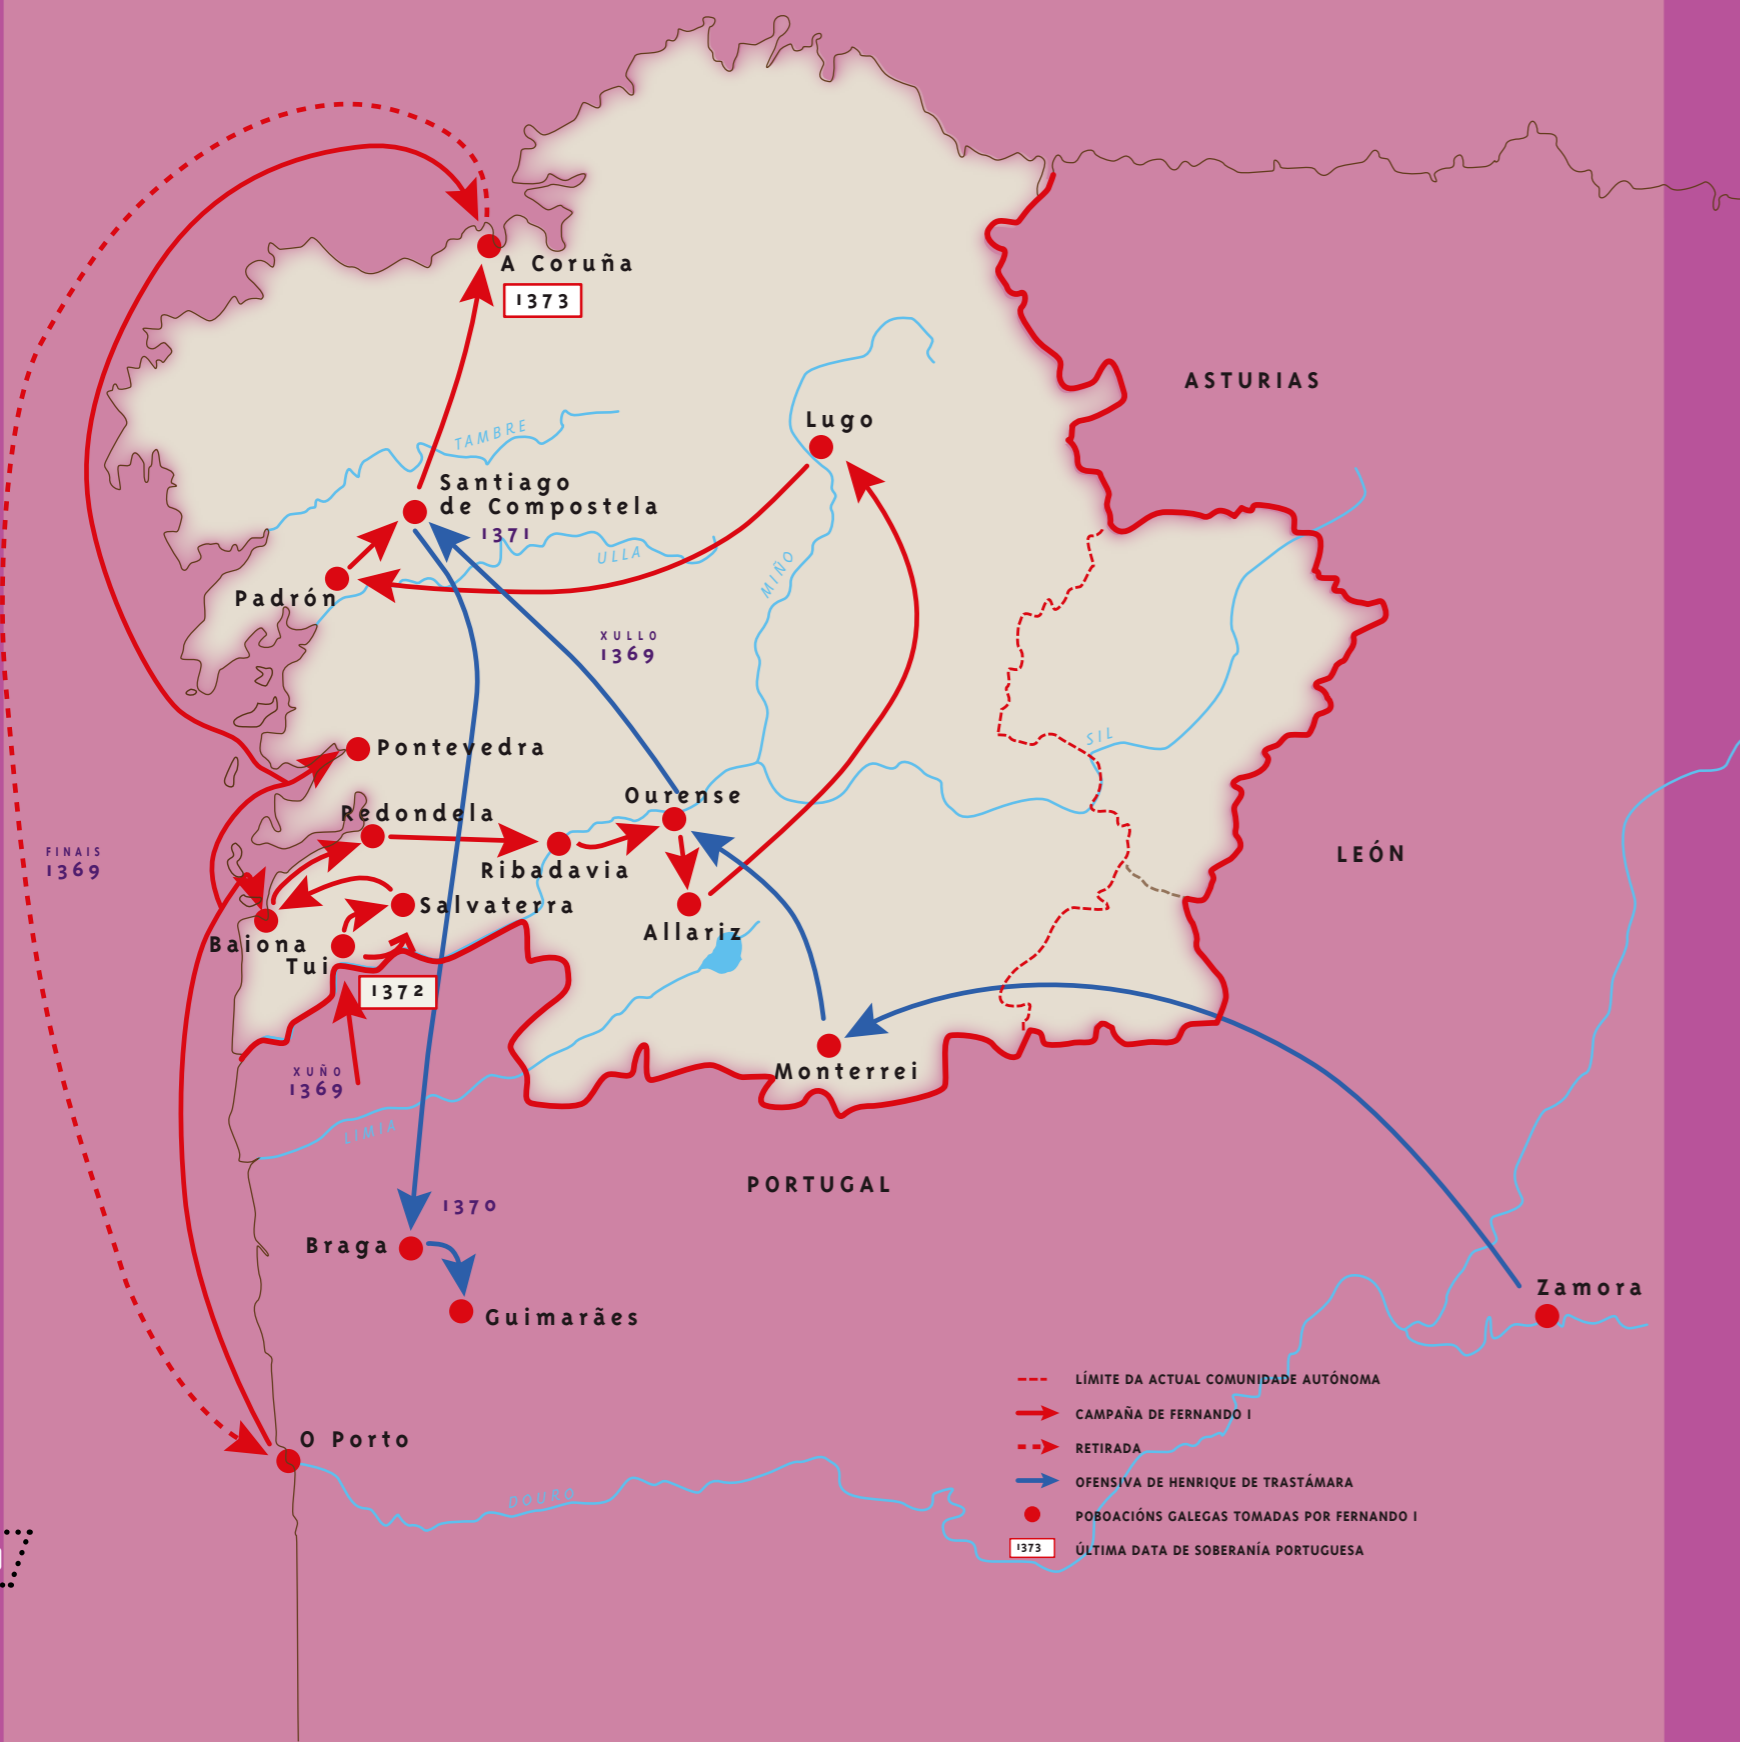 A Coruña
1373
ASTURIAS
Lugo
TAMBRE
Santiago
de Compostela
1371
ULLA
MIÑO
Padrón
XULLO
1369
SIL
Pontevedra
Ourense
Redondela
Ribadavia
LEÓN
FINAIS
1369
Salvaterra
Allariz
Baiona
Tui
1372
XUÑO
1369
Monterrei
LIMIA
PORTUGAL
1370
Braga
Guimarães
Zamora
O Porto
DOURO
LÍMITE DA ACTUAL COMUNIDADE AUTÓNOMA
CAMPAÑA DE FERNANDO I
RETIRADA
OFENSIVA DE HENRIQUE DE TRASTÁMARA
POBOACIÓNS GALEGAS TOMADAS POR FERNANDO I
1373 ÚLTIMA DATA DE SOBERANÍA PORTUGUESA